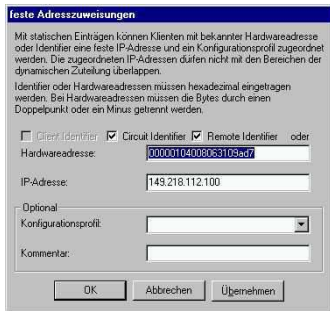 feste Adresszuweisungen
Mit statischen Einträgen können Klienten mit bekannter Hardwareadresse
oder Identifier eine feste IP-Adresse und ein Konfigurationsprofil zugeordnet
werden. Die zugeordneten IP-Adressen dürfen nicht mit den Bereichen der
dynamischen Zuteilung überlappen.
Identifier oder Hardwareadressen müssen hexadezimal eingetragen
werden. Bei Hardwareadressen müssen die Bytes durch einen
Doppelpunkt oder ein Minus getrennt werden.
Client Identifier Circuit Identifier Remote Identifier oder
Hardwareadresse: 00000104008063109ad7
IP-Adresse: 149.218.112.100
Optional
Konfigurationsprofil:
Kommentar:
OK Abbrechen Übernehmen